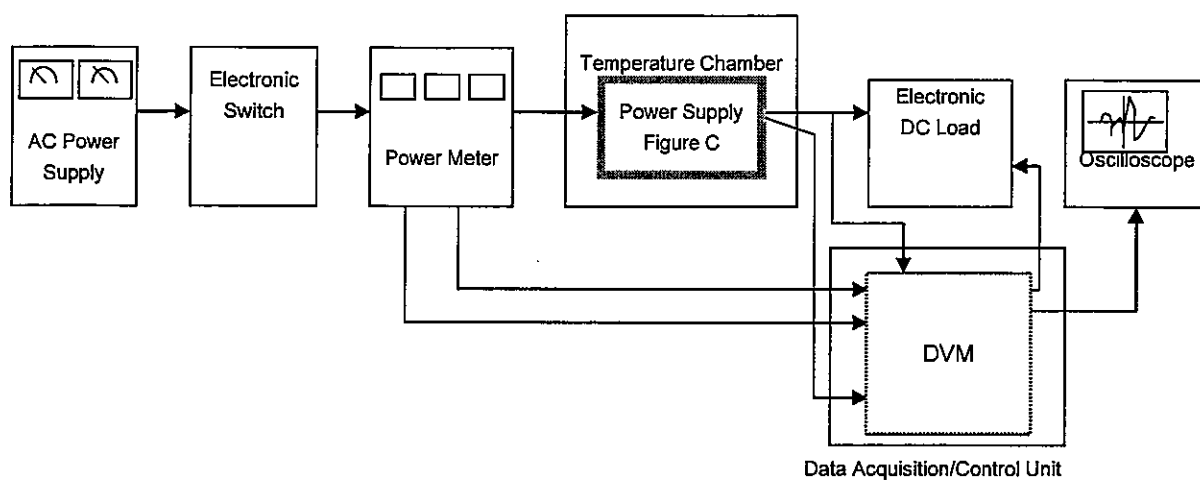 AC Power
Supply
Electronic
Switch
Power Meter
Temperature Chamber
Power Supply
Figure C
Electronic
DC Load
Oscilloscope
DVM
Data Acquisition/Control Unit